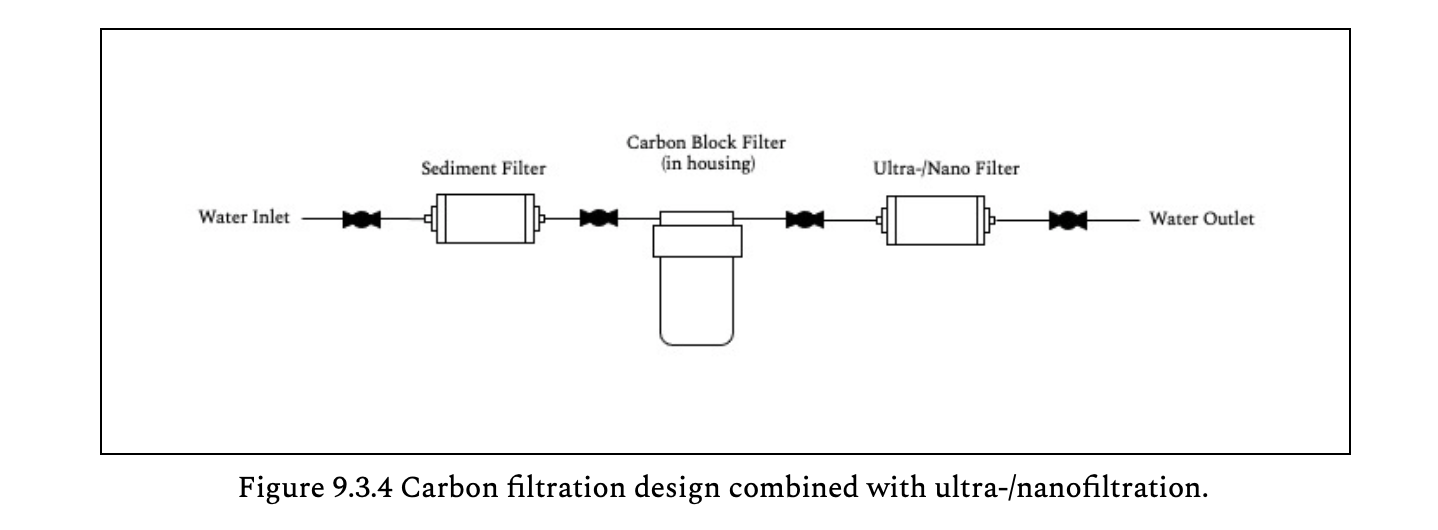 Carbon Block Filter
(in housing)
Sediment Filter
Ultra-/Nano Filter
Water Inlet
Water Outlet
Figure 9.3.4 Carbon filtration design combined with ultra-/nanofiltration.